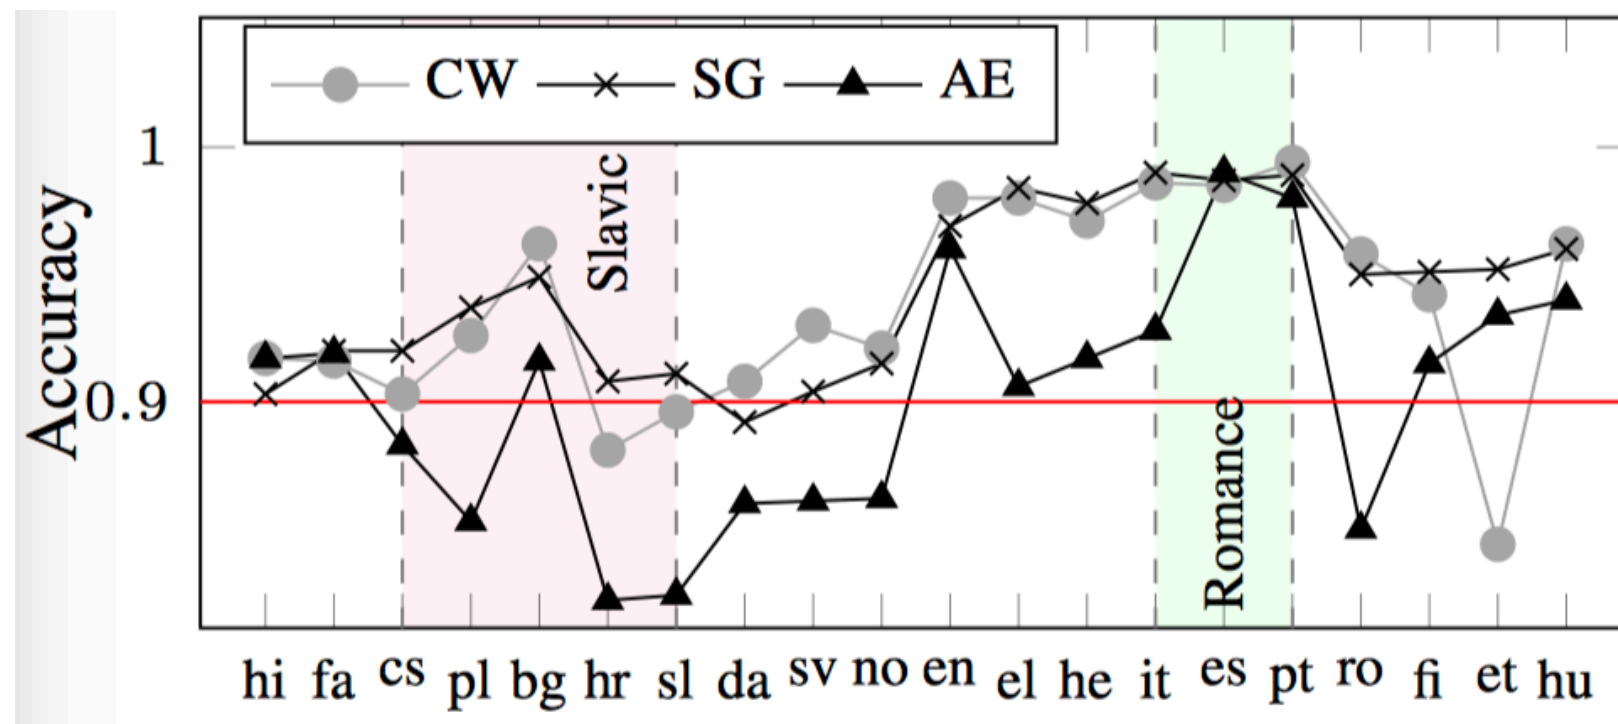 CW SG AE
1
Slavic
Accuracy
0.9
Romance
hi fa cs pl bg hr sl da sv no en el he it es pt ro fi et hu